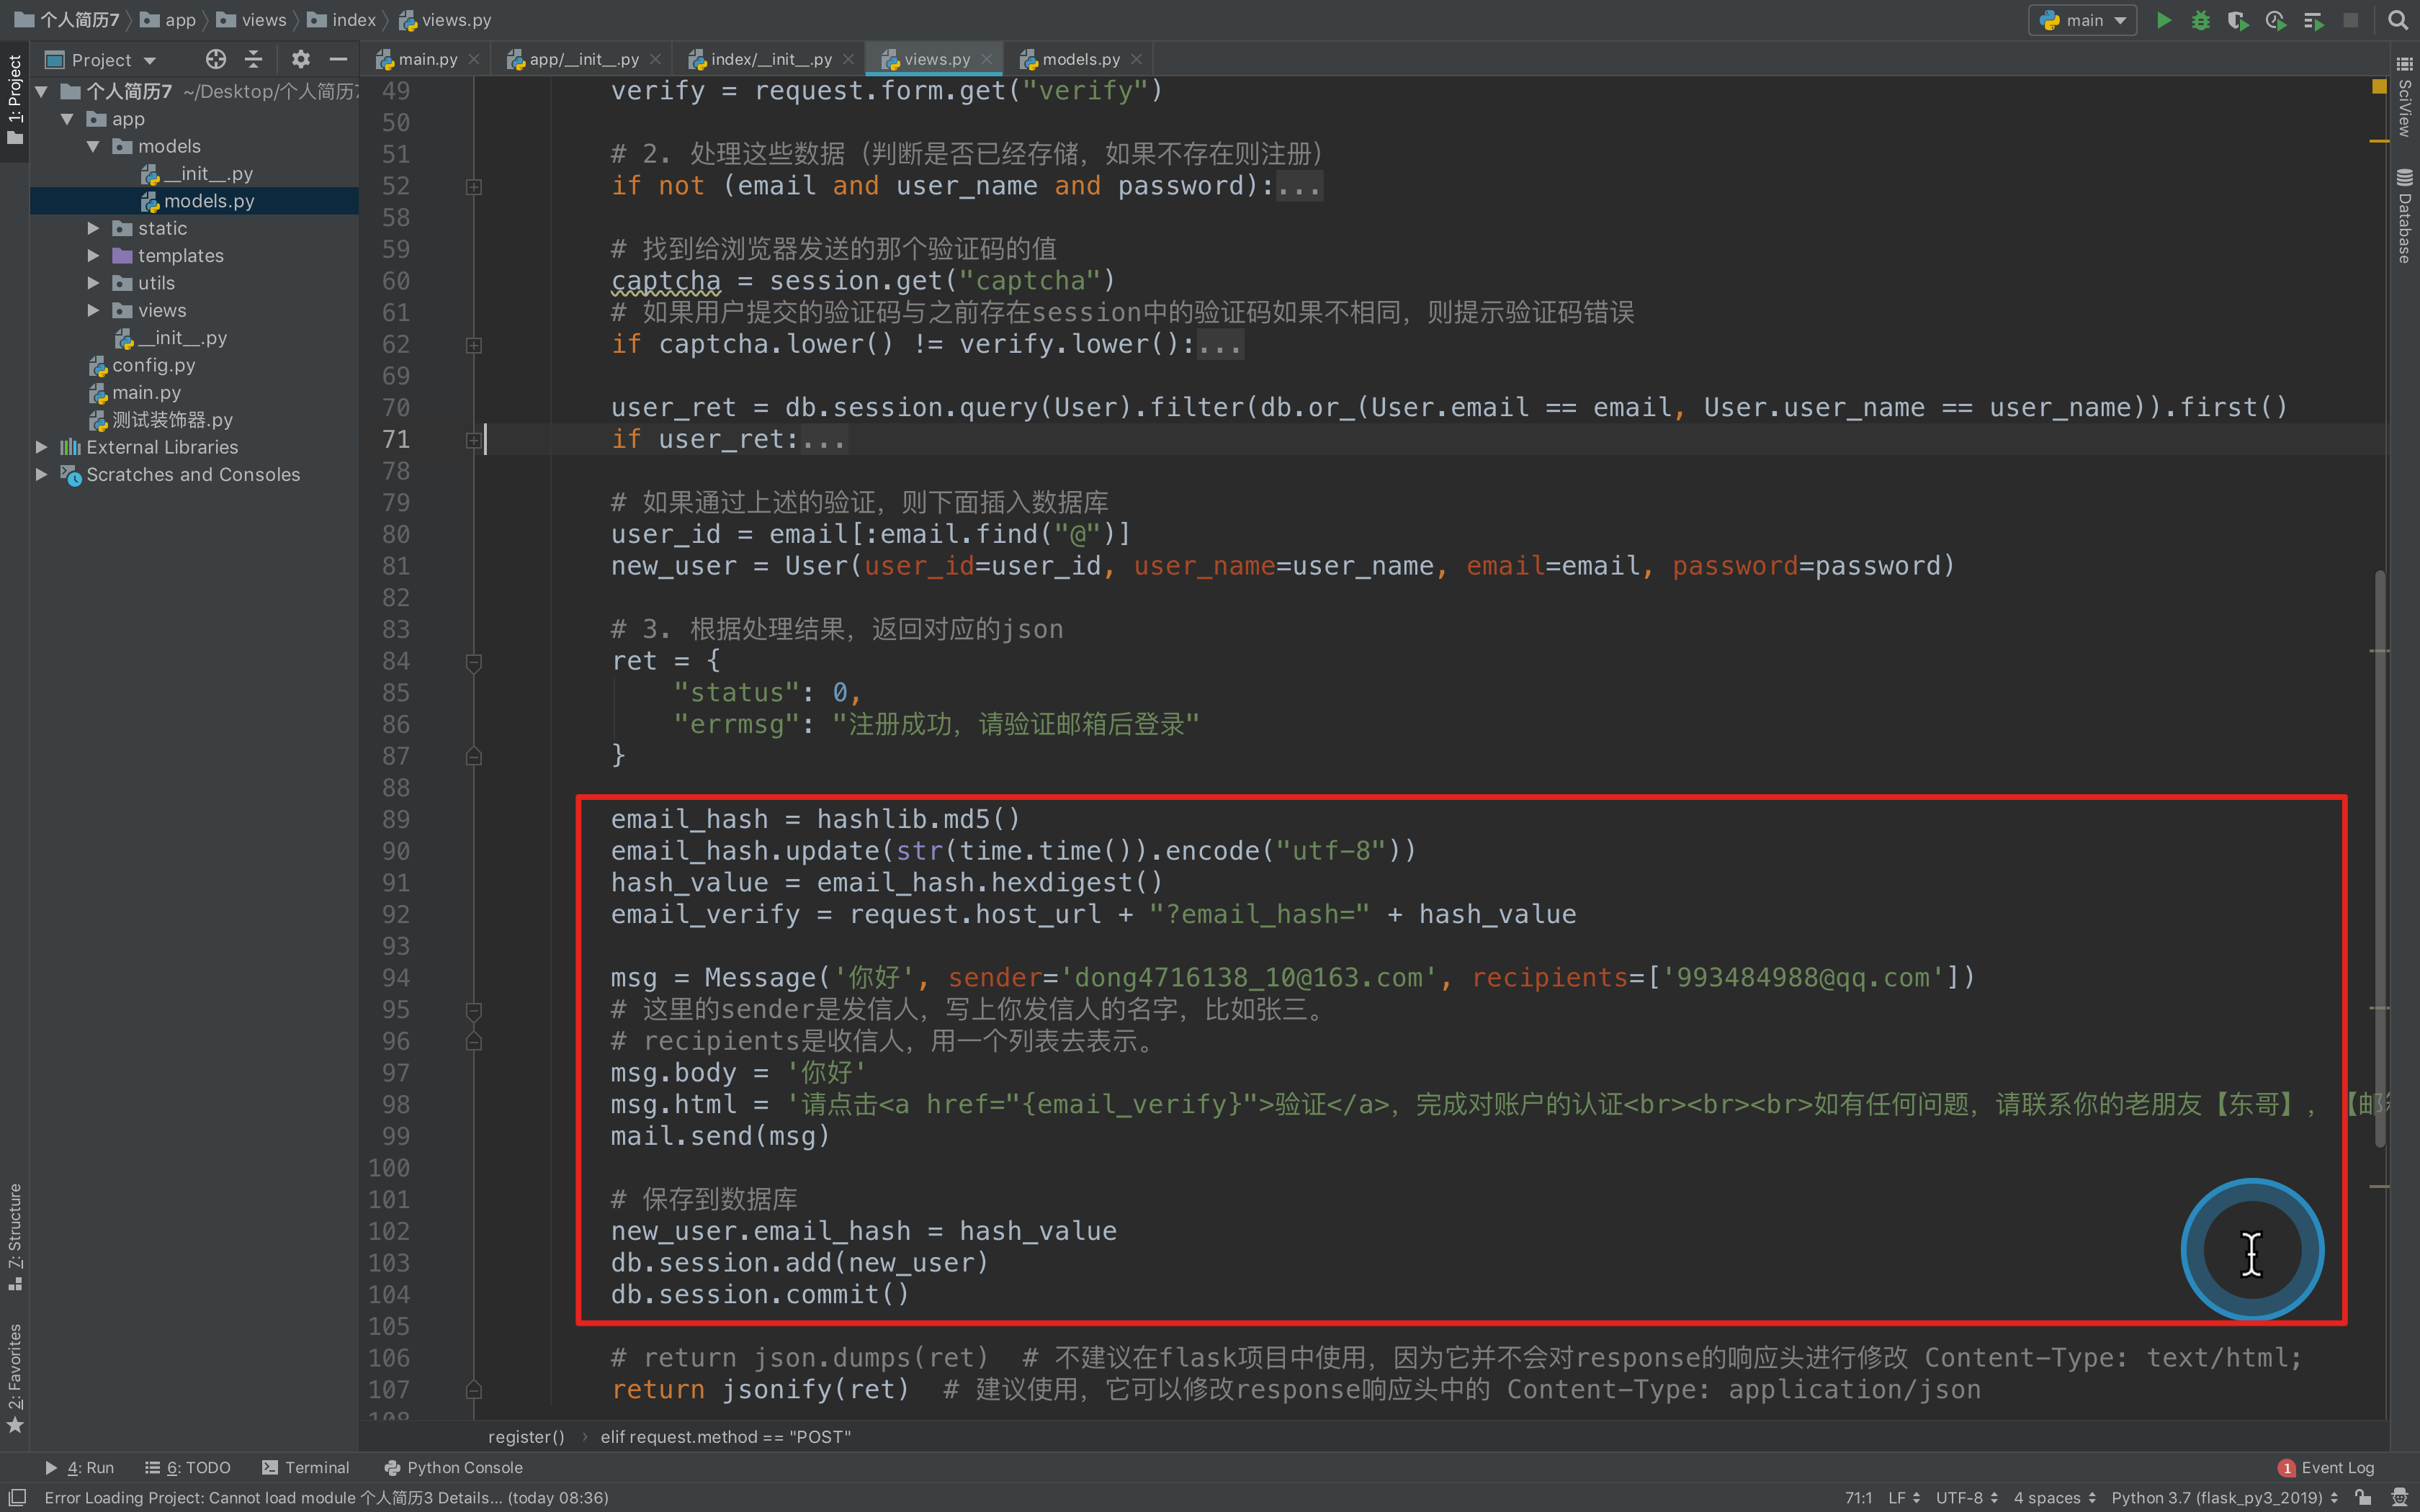 个人简历7 app views index views.py
main
1: Project
Project
main.py app/__init__.py index/__init__.py views.py models.py
SciView
Database
个人简历7 ~/Desktop/个人简历7
app
models
__init__.py
models.py
static
templates
utils
views
__init__.py
config.py
main.py
测试装饰器.py
External Libraries
Scratches and Consoles
49 verify = request.form.get("verify")
50
51 # 2. 处理这些数据（判断是否已经存储，如果不存在则注册）
52 if not (email and user_name and password):...
58
59 # 找到给浏览器发送的那个验证码的值
60 captcha = session.get("captcha")
61 # 如果用户提交的验证码与之前存在session中的验证码如果不相同，则提示验证码错误
62 if captcha.lower() != verify.lower():...
69
70 user_ret = db.session.query(User).filter(db.or_(User.email == email, User.user_name == user_name)).first()
71 if user_ret:...
78
79 # 如果通过上述的验证，则下面插入数据库
80 user_id = email[:email.find("@")]
81 new_user = User(user_id=user_id, user_name=user_name, email=email, password=password)
82
83 # 3. 根据处理结果，返回对应的json
84 ret = {
85 "status": 0,
86 "errmsg": "注册成功，请验证邮箱后登录"
87 }
88
89 email_hash = hashlib.md5()
90 email_hash.update(str(time.time()).encode("utf-8"))
91 hash_value = email_hash.hexdigest()
92 email_verify = request.host_url + "?email_hash=" + hash_value
93
94 msg = Message('你好', sender='dong4716138_10@163.com', recipients=['993484988@qq.com'])
95 # 这里的sender是发信人，写上你发信人的名字，比如张三。
96 # recipients是收信人，用一个列表去表示。
97 msg.body = '你好'
98 msg.html = '请点击<a href="{email_verify}">验证</a>，完成对账户的认证<br><br><br>如有任何问题，请联系你的老朋友【东哥】，【邮
99 mail.send(msg)
100
101 # 保存到数据库
102 new_user.email_hash = hash_value
103 db.session.add(new_user)
104 db.session.commit()
105
106 # return json.dumps(ret) # 不建议在flask项目中使用，因为它并不会对response的响应头进行修改 Content-Type: text/html;
107 return jsonify(ret) # 建议使用，它可以修改response响应头中的 Content-Type: application/json
108
7: Structure
2: Favorites
register() elif request.method == "POST"
4: Run 6: TODO Terminal Python Console
1 Event Log
Error Loading Project: Cannot load module 个人简历3 Details... (today 08:36)
71:1 LF UTF-8 4 spaces Python 3.7 (flask_py3_2019)